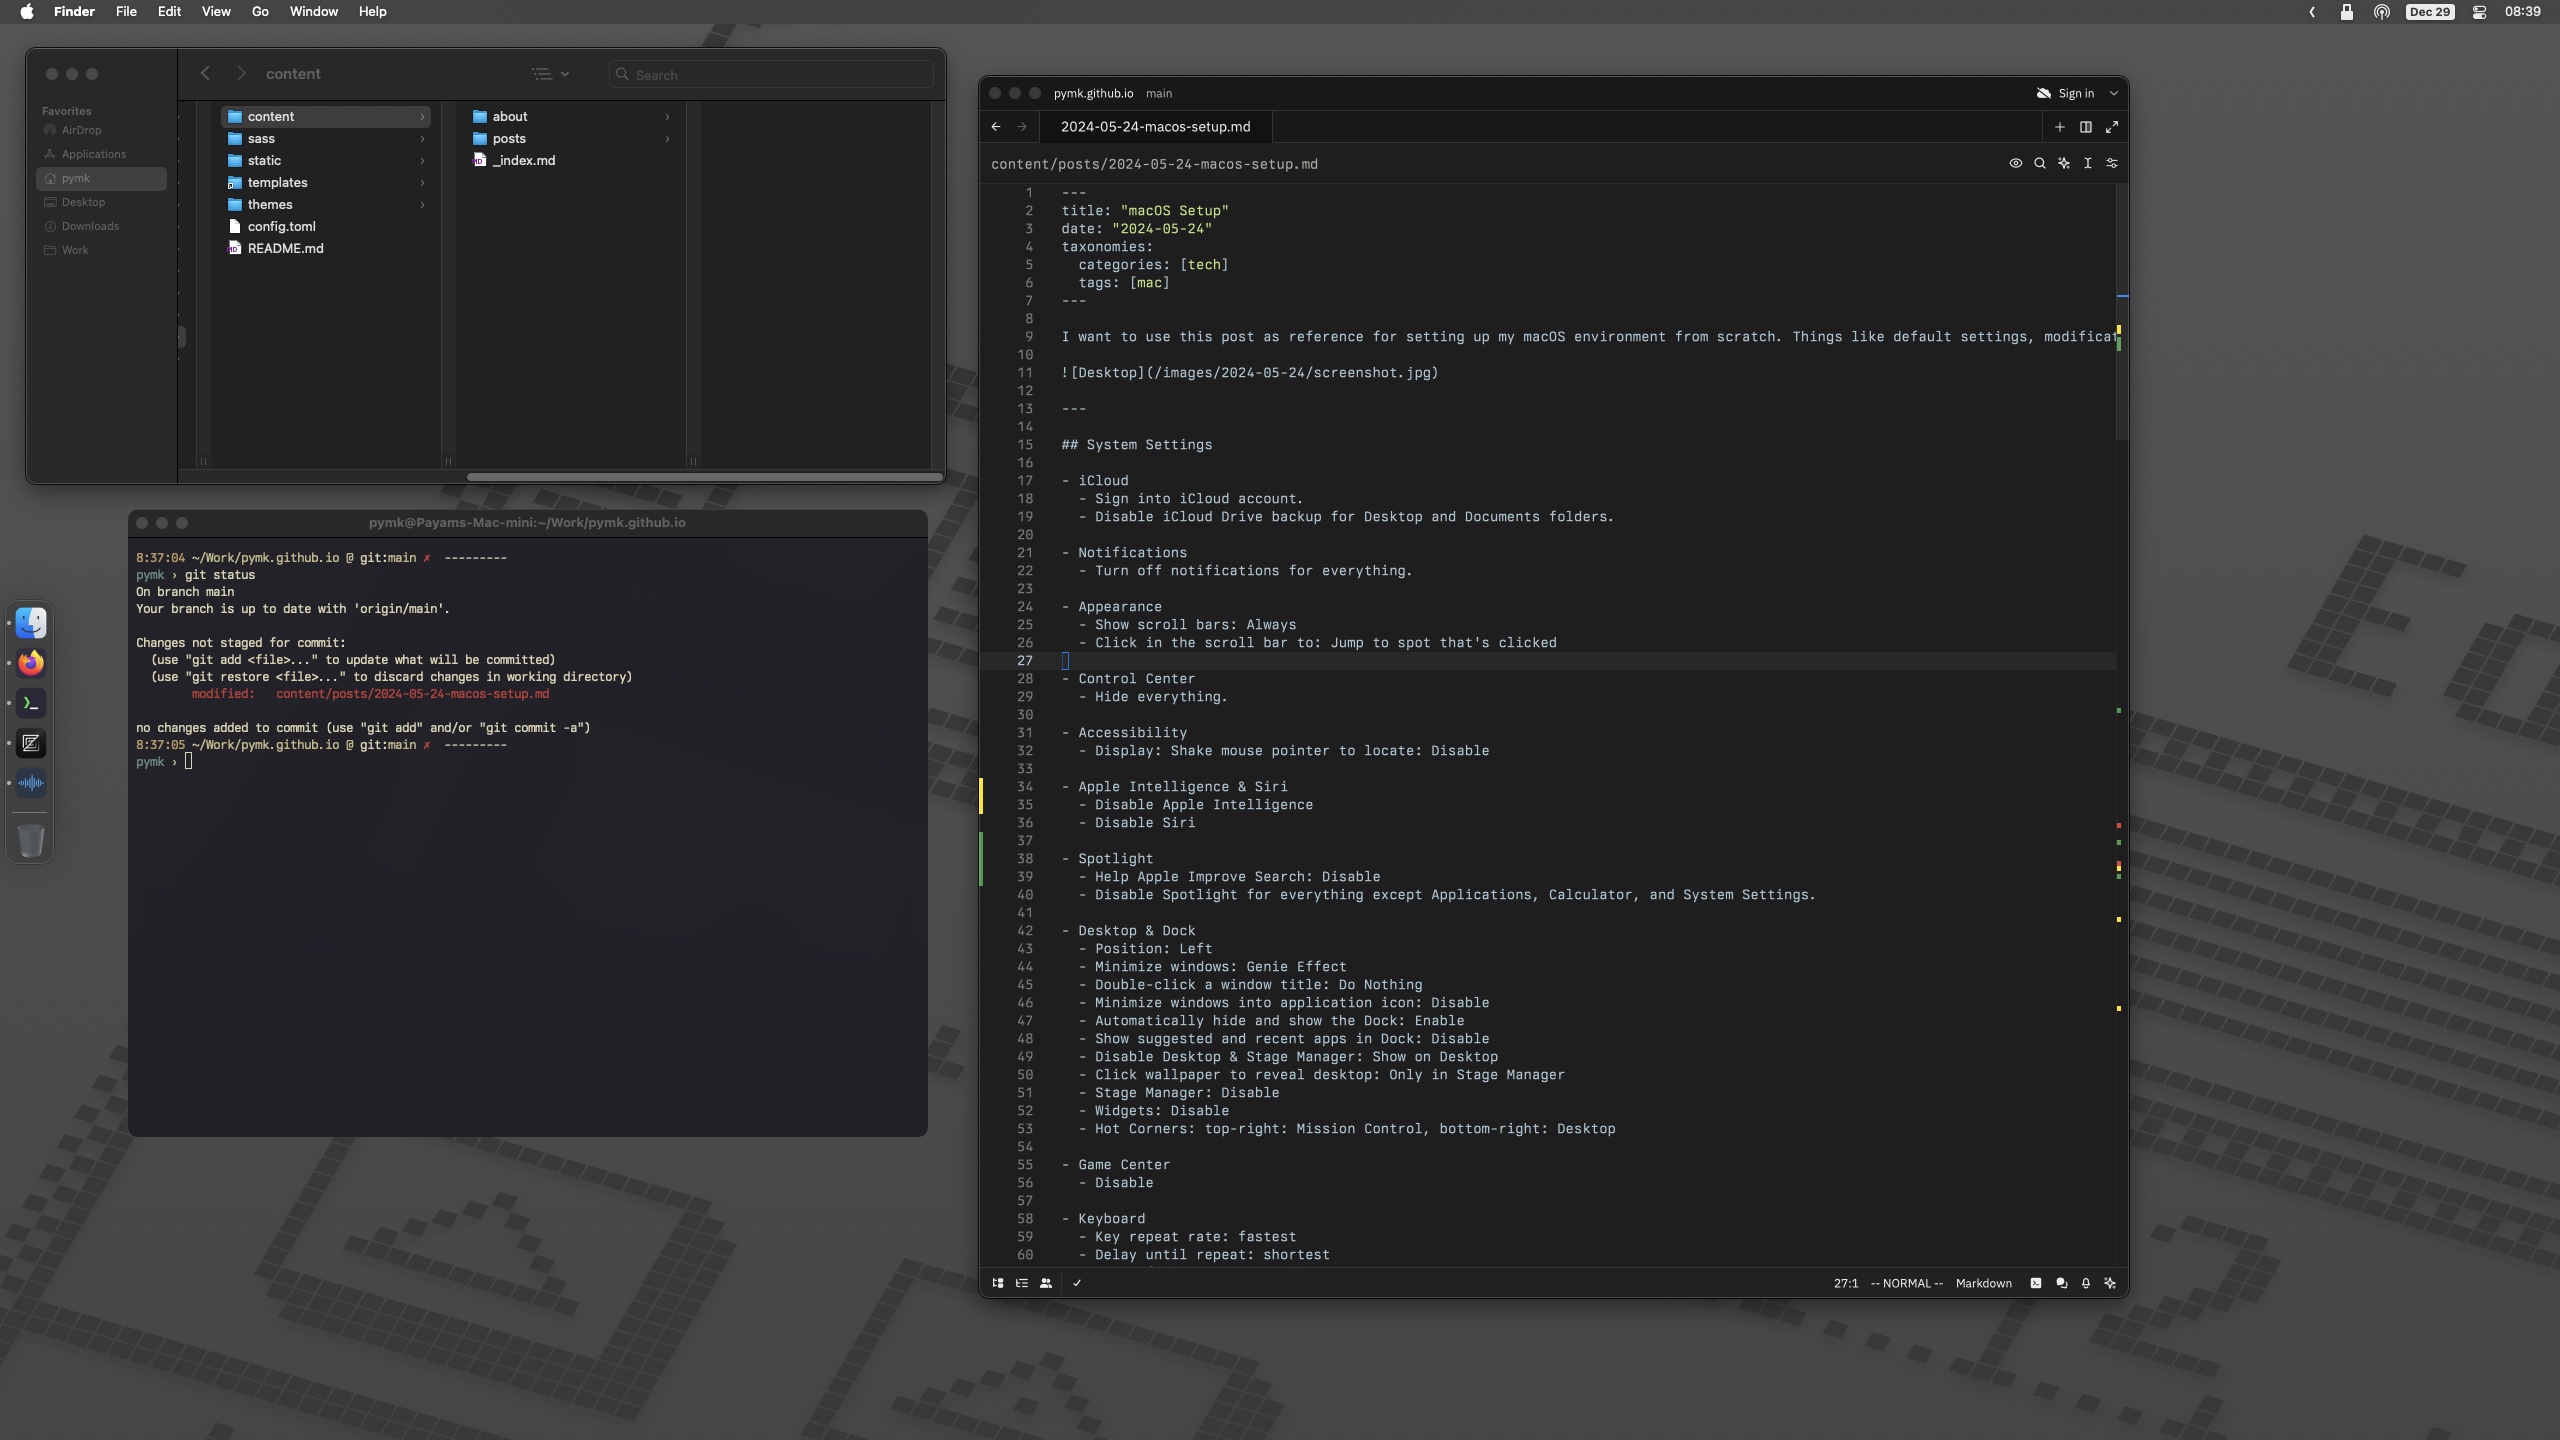 Finder File Edit View Go Window Help
Dec 29 08:39
content
Search
Favorites
AirDrop
Applications
pymk
Desktop
Downloads
Work
content
sass
static
templates
themes
config.toml
README.md
about
posts
_index.md
pymk@Payams-Mac-mini:~/Work/pymk.github.io
8:37:04 ~/Work/pymk.github.io @ git:main ✗ ---------
pymk › git status
On branch main
Your branch is up to date with 'origin/main'.
Changes not staged for commit:
(use "git add <file>..." to update what will be committed)
(use "git restore <file>..." to discard changes in working directory)
modified: content/posts/2024-05-24-macos-setup.md
no changes added to commit (use "git add" and/or "git commit -a")
8:37:05 ~/Work/pymk.github.io @ git:main ✗ ---------
pymk ›
pymk.github.io main
Sign in
2024-05-24-macos-setup.md
content/posts/2024-05-24-macos-setup.md
1 ---
2 title: "macOS Setup"
3 date: "2024-05-24"
4 taxonomies:
5 categories: [tech]
6 tags: [mac]
7 ---
8
9 I want to use this post as reference for setting up my macOS environment from scratch. Things like default settings, modificat
10
11 ![Desktop](/images/2024-05-24/screenshot.jpg)
12
13 ---
14
15 ## System Settings
16
17 - iCloud
18 - Sign into iCloud account.
19 - Disable iCloud Drive backup for Desktop and Documents folders.
20
21 - Notifications
22 - Turn off notifications for everything.
23
24 - Appearance
25 - Show scroll bars: Always
26 - Click in the scroll bar to: Jump to spot that's clicked
27
28 - Control Center
29 - Hide everything.
30
31 - Accessibility
32 - Display: Shake mouse pointer to locate: Disable
33
34 - Apple Intelligence & Siri
35 - Disable Apple Intelligence
36 - Disable Siri
37
38 - Spotlight
39 - Help Apple Improve Search: Disable
40 - Disable Spotlight for everything except Applications, Calculator, and System Settings.
41
42 - Desktop & Dock
43 - Position: Left
44 - Minimize windows: Genie Effect
45 - Double-click a window title: Do Nothing
46 - Minimize windows into application icon: Disable
47 - Automatically hide and show the Dock: Enable
48 - Show suggested and recent apps in Dock: Disable
49 - Disable Desktop & Stage Manager: Show on Desktop
50 - Click wallpaper to reveal desktop: Only in Stage Manager
51 - Stage Manager: Disable
52 - Widgets: Disable
53 - Hot Corners: top-right: Mission Control, bottom-right: Desktop
54
55 - Game Center
56 - Disable
57
58 - Keyboard
59 - Key repeat rate: fastest
60 - Delay until repeat: shortest
27:1 -- NORMAL -- Markdown